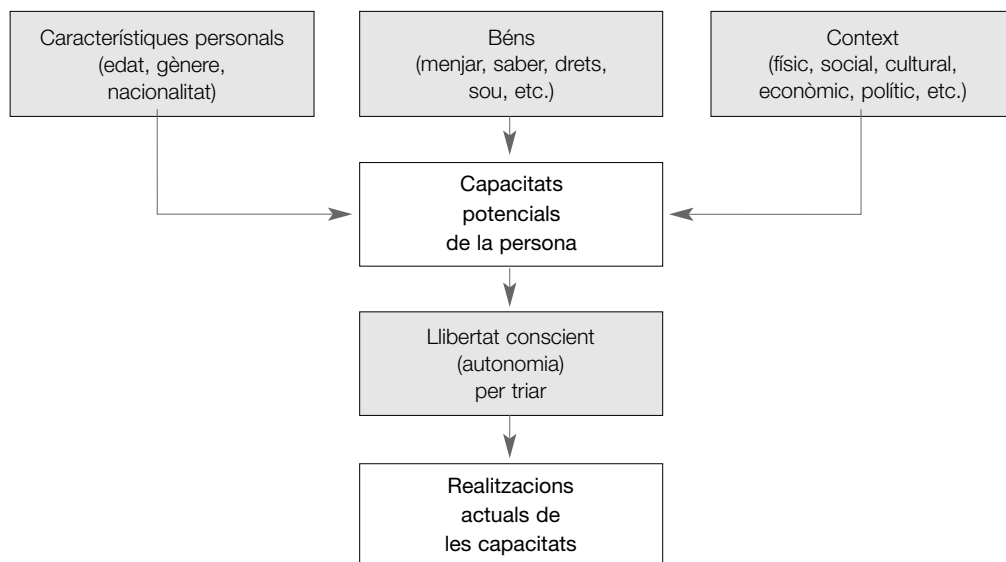 Característiques personals
(edat, gènere,
nacionalitat)
Béns
(menjar, saber, drets,
sou, etc.)
Context
(físic, social, cultural,
econòmic, polític, etc.)
Capacitats
potencials
de la persona
Llibertat conscient
(autonomia)
per triar
Realitzacions
actuals de
les capacitats